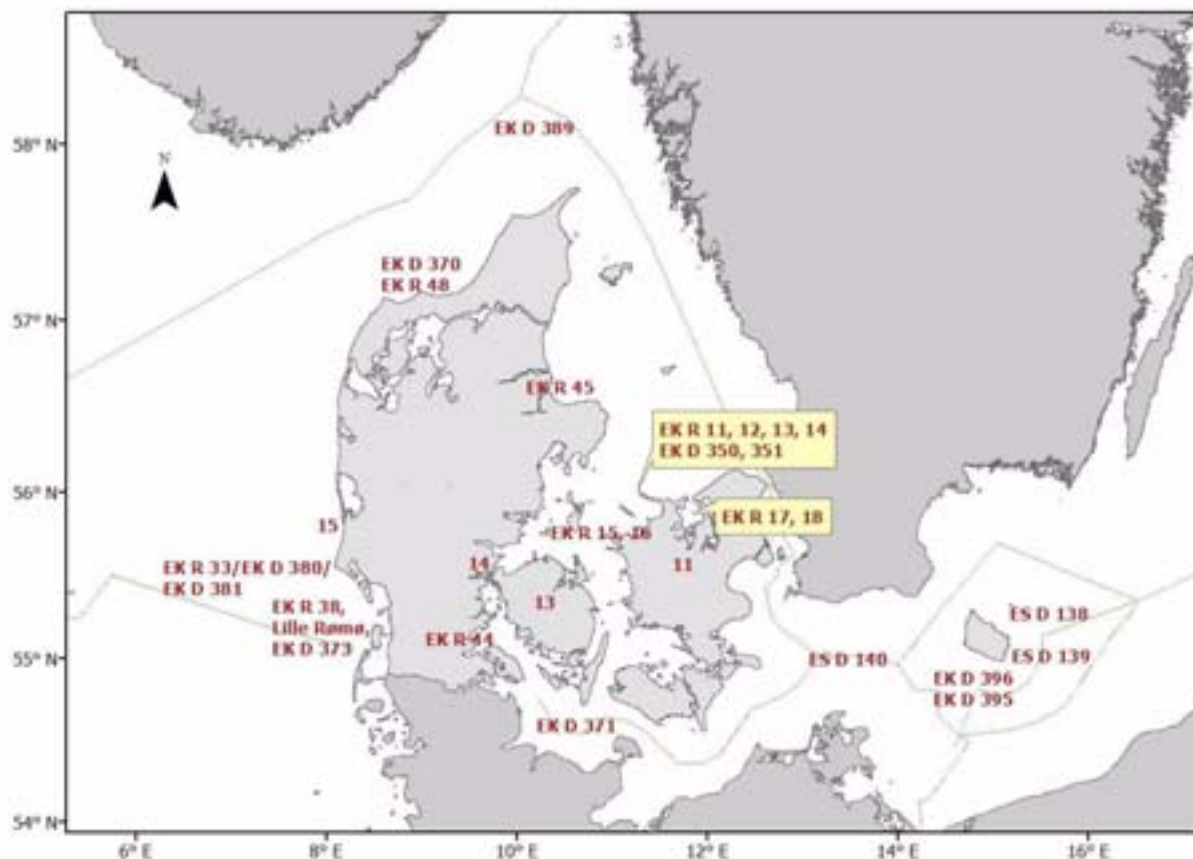 58° N
EK D 389
N
EK D 370
EK R 48
57° N
EK R 45
EK R 11, 12, 13, 14
EK D 350, 351
56° N
15
EK R 17, 18
EK R 15, 16
EK R 33/EK D 380/
EK D 381
14
11
EK R 38,
Lille Rømø,
EK D 373
13
ES D 138
55° N
EK R 44
ES D 140
ES D 139
EK D 396
EK D 395
EK D 371
54° N
6° E
8° E
10° E
12° E
14° E
16° E